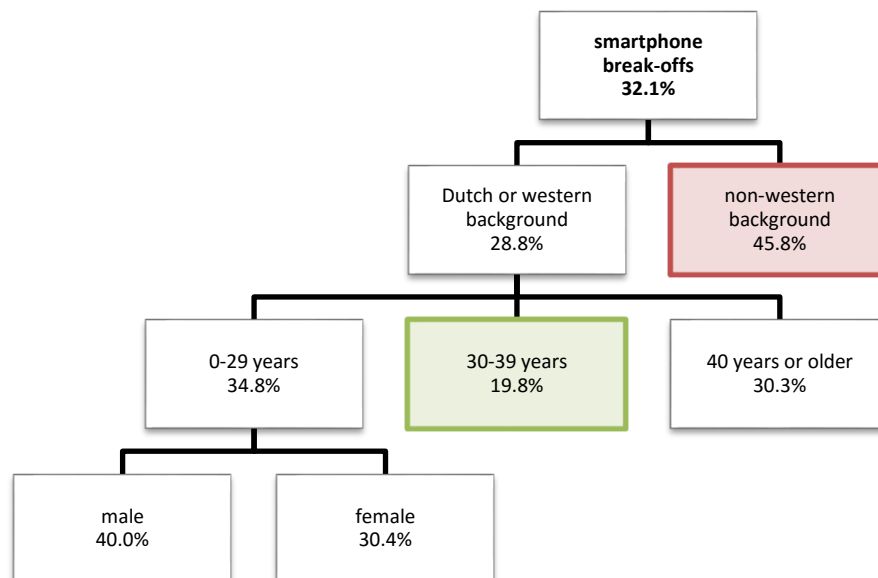 smartphone
break-offs
32.1%
Dutch or western
background
28.8%
non-western
background
45.8%
0-29 years
34.8%
30-39 years
19.8%
40 years or older
30.3%
male
40.0%
female
30.4%